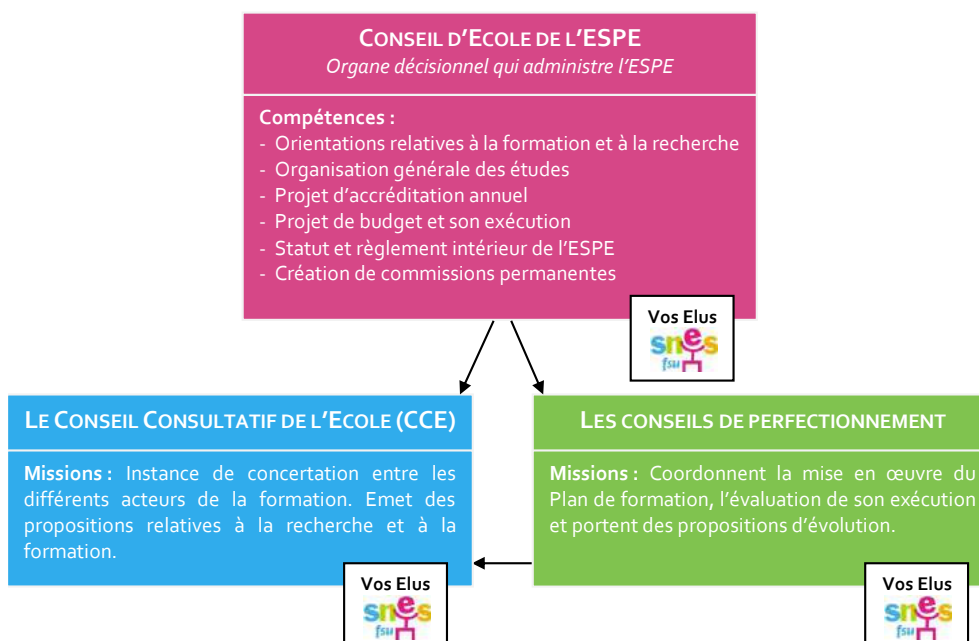 CONSEIL D'ECOLE DE L'ESPE
Organe décisionnel qui administre l'ESPE
Compétences :
- Orientations relatives à la formation et à la recherche
- Organisation générale des études
- Projet d'accréditation annuel
- Projet de budget et son exécution
- Statut et règlement intérieur de l'ESPE
- Création de commissions permanentes
Vos Elus
snes
fsu
LE CONSEIL CONSULTATIF DE L'ECOLE (CCE)
Missions : Instance de concertation entre les
différents acteurs de la formation. Emet des
propositions relatives à la recherche et à la
formation.
Vos Elus
snes
fsu
LES CONSEILS DE PERFECTIONNEMENT
Missions : Coordonnent la mise en œuvre du
Plan de formation, l'évaluation de son exécution
et portent des propositions d'évolution.
Vos Elus
snes
fsu